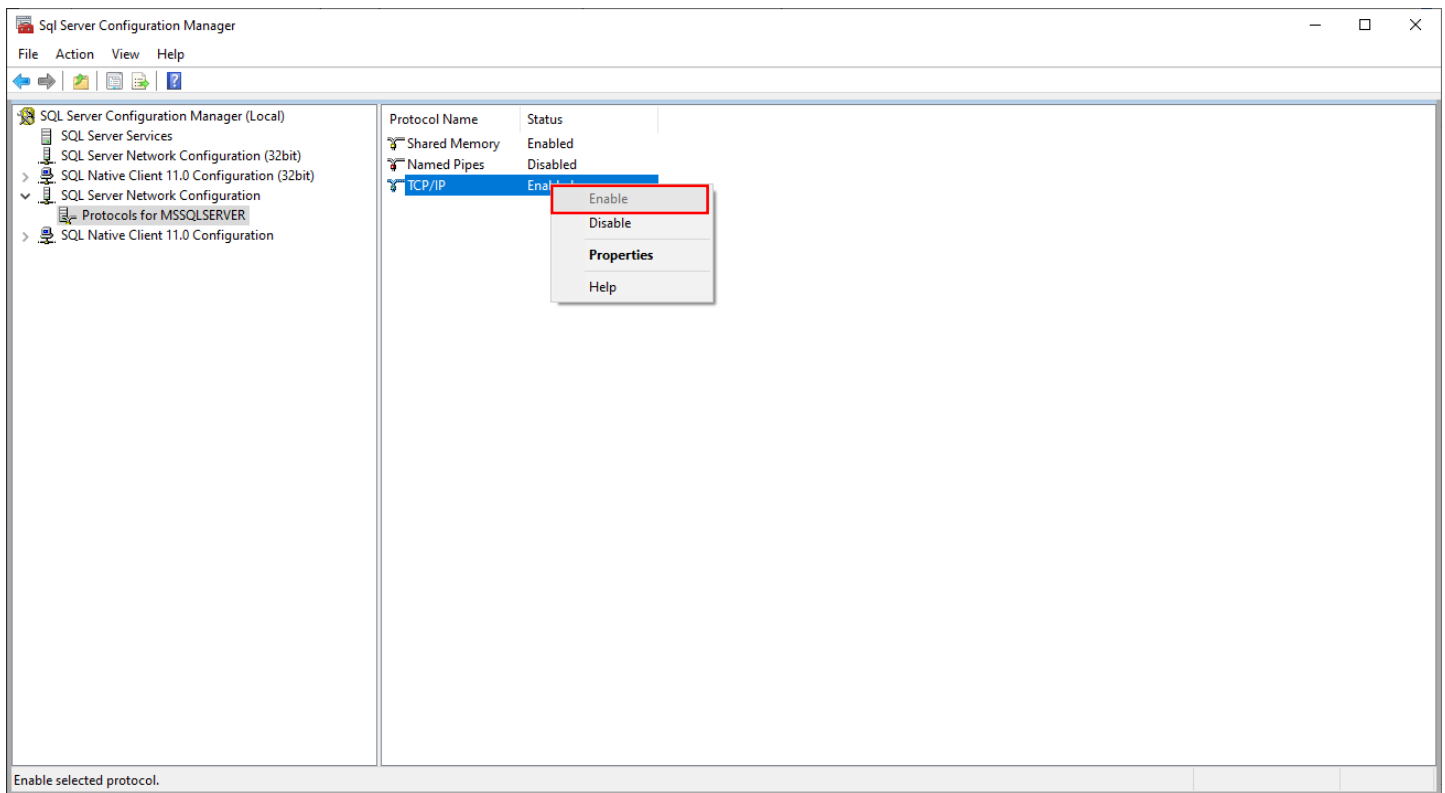 Sql Server Configuration Manager
File Action View Help
SQL Server Configuration Manager (Local)
SQL Server Services
SQL Server Network Configuration (32bit)
SQL Native Client 11.0 Configuration (32bit)
SQL Server Network Configuration
Protocols for MSSQLSERVER
SQL Native Client 11.0 Configuration
Protocol Name Status
Shared Memory Enabled
Named Pipes Disabled
TCP/IP
Enable
Disable
Properties
Help
Enable selected protocol.